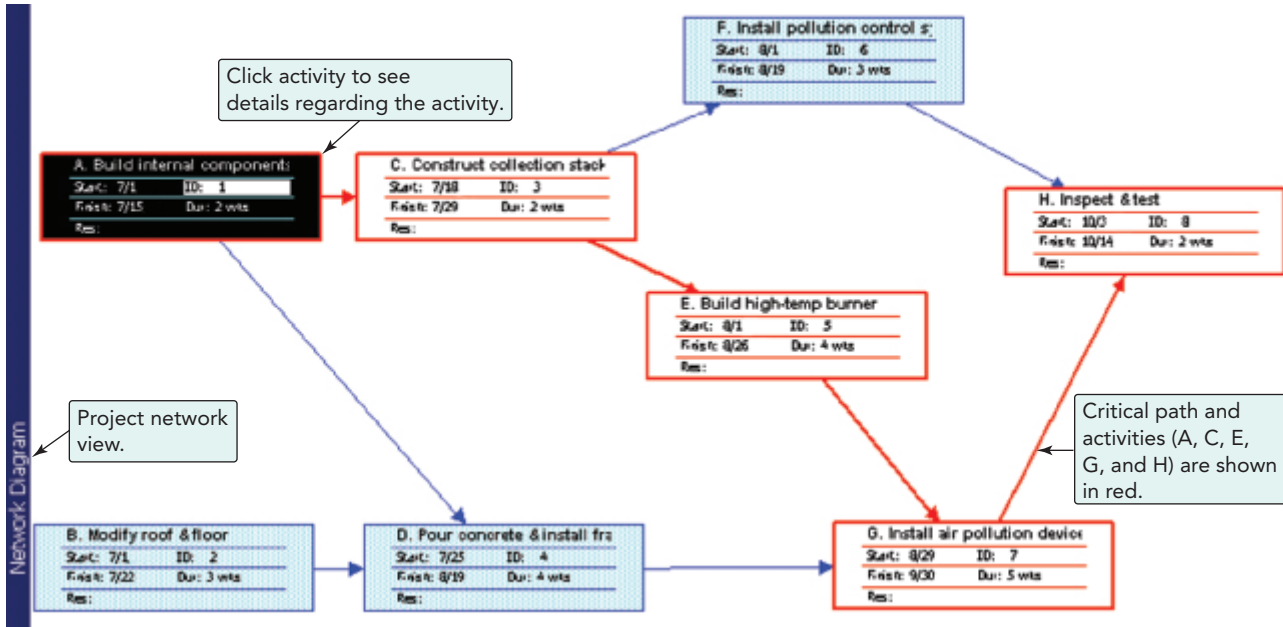 Network Diagram
F. Install pollution control s
Start: 8/1 ID: 6
Finish: 8/19 Dur: 3 wks
Res:
Click activity to see
details regarding the activity.
A. Build internal components
Start: 7/1 ID: 1
Finish: 7/15 Dur: 2 wks
Res:
C. Construct collection stack
Start: 7/18 ID: 3
Finish: 7/29 Dur: 2 wks
Res:
H. Inspect & test
Start: 10/3 ID: 8
Finish: 10/14 Dur: 2 wks
Res:
E. Build high-temp burner
Start: 8/1 ID: 5
Finish: 8/26 Dur: 4 wks
Res:
Project network
view.
Critical path and
activities (A, C, E,
G, and H) are shown
in red.
B. Modify roof & floor
Start: 7/1 ID: 2
Finish: 7/22 Dur: 3 wks
Res:
D. Pour concrete & install fra
Start: 7/25 ID: 4
Finish: 8/19 Dur: 4 wks
Res:
G. Install air pollution device
Start: 8/29 ID: 7
Finish: 9/30 Dur: 5 wks
Res: